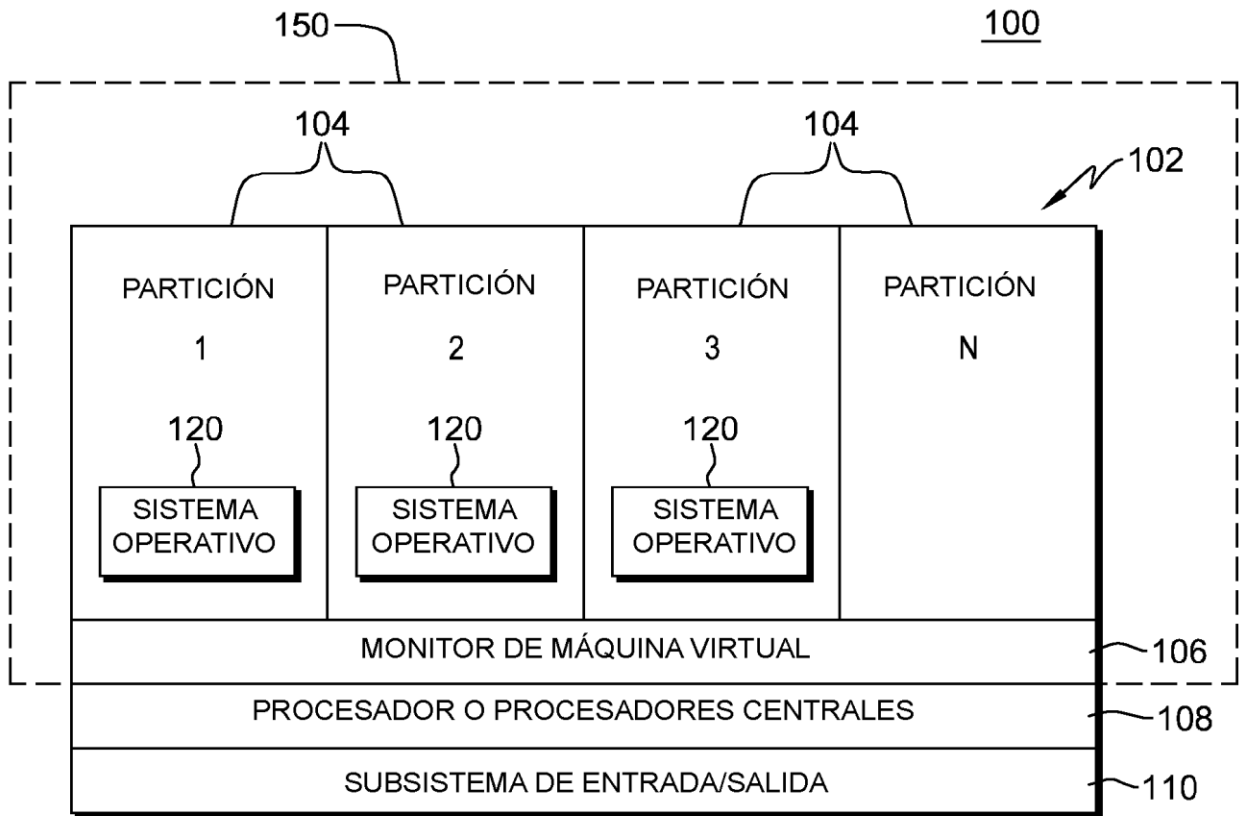 150
100
104
104
102
PARTICIÓN
1
PARTICIÓN
2
PARTICIÓN
3
PARTICIÓN
N
120
120
120
SISTEMA
OPERATIVO
SISTEMA
OPERATIVO
SISTEMA
OPERATIVO
MONITOR DE MÁQUINA VIRTUAL
106
PROCESADOR O PROCESADORES CENTRALES
108
SUBSISTEMA DE ENTRADA/SALIDA
110